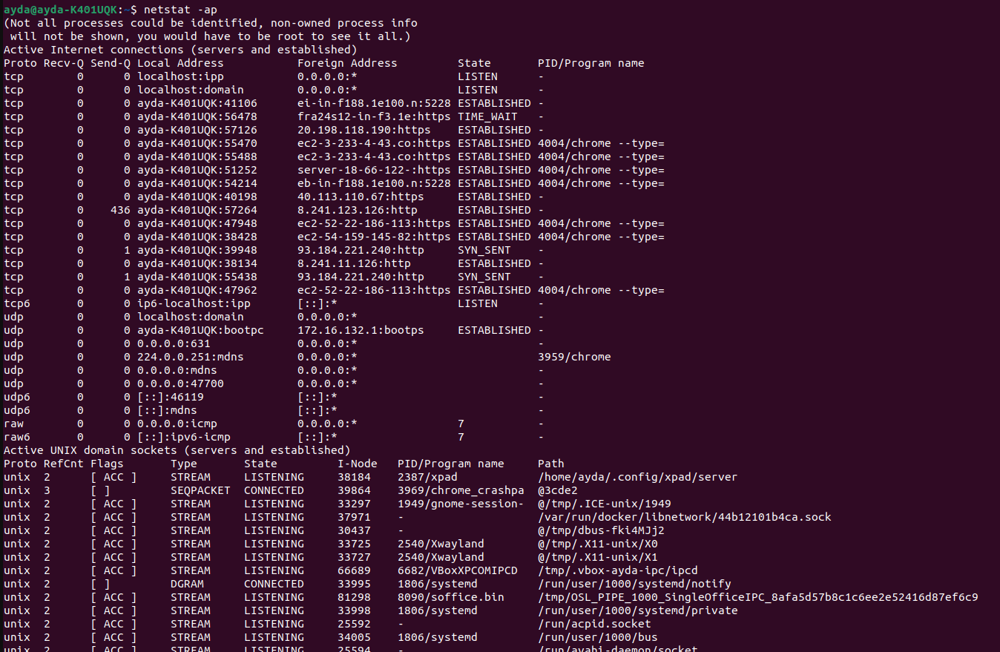 ayda@ayda-K401UQK:~$ netstat -ap
(Not all processes could be identified, non-owned process info
 will not be shown, you would have to be root to see it all.)
Active Internet connections (servers and established)
Proto Recv-Q Send-Q Local Address           Foreign Address         State       PID/Program name
tcp        0      0 localhost:ipp           0.0.0.0:*               LISTEN      -
tcp        0      0 localhost:domain        0.0.0.0:*               LISTEN      -
tcp        0      0 ayda-K401UQK:41106      ei-in-f188.1e100.n:5228 ESTABLISHED -
tcp        0      0 ayda-K401UQK:56478      fra24s12-in-f3.1e:https TIME_WAIT   -
tcp        0      0 ayda-K401UQK:57126      20.198.118.190:https    ESTABLISHED -
tcp        0      0 ayda-K401UQK:55470      ec2-3-233-4-43.co:https ESTABLISHED 4004/chrome --type=
tcp        0      0 ayda-K401UQK:55488      ec2-3-233-4-43.co:https ESTABLISHED 4004/chrome --type=
tcp        0      0 ayda-K401UQK:51252      server-18-66-122-:https ESTABLISHED 4004/chrome --type=
tcp        0      0 ayda-K401UQK:54214      eb-in-f188.1e100.n:5228 ESTABLISHED 4004/chrome --type=
tcp        0      0 ayda-K401UQK:40198      40.113.110.67:https     ESTABLISHED -
tcp        0    436 ayda-K401UQK:57264      8.241.123.126:http      ESTABLISHED -
tcp        0      0 ayda-K401UQK:47948      ec2-52-22-186-113:https ESTABLISHED 4004/chrome --type=
tcp        0      0 ayda-K401UQK:38428      ec2-54-159-145-82:https ESTABLISHED 4004/chrome --type=
tcp        0      1 ayda-K401UQK:39948      93.184.221.240:http     SYN_SENT    -
tcp        0      0 ayda-K401UQK:38134      8.241.11.126:http       ESTABLISHED -
tcp        0      1 ayda-K401UQK:55438      93.184.221.240:http     SYN_SENT    -
tcp        0      0 ayda-K401UQK:47962      ec2-52-22-186-113:https ESTABLISHED 4004/chrome --type=
tcp6       0      0 ip6-localhost:ipp       [::]:*                  LISTEN      -
udp        0      0 localhost:domain        0.0.0.0:*                           -
udp        0      0 ayda-K401UQK:bootpc     172.16.132.1:bootps     ESTABLISHED -
udp        0      0 0.0.0.0:631             0.0.0.0:*                           -
udp        0      0 224.0.0.251:mdns        0.0.0.0:*                           3959/chrome
udp        0      0 0.0.0.0:mdns            0.0.0.0:*                           -
udp        0      0 0.0.0.0:47700           0.0.0.0:*                           -
udp6       0      0 [::]:46119              [::]:*                              -
udp6       0      0 [::]:mdns               [::]:*                              -
raw        0      0 0.0.0.0:icmp            0.0.0.0:*               7           -
raw6       0      0 [::]:ipv6-icmp          [::]:*                  7           -
Active UNIX domain sockets (servers and established)
Proto RefCnt Flags       Type       State         I-Node   PID/Program name     Path
unix  2      [ ACC ]     STREAM     LISTENING     38184    2387/xpad            /home/ayda/.config/xpad/server
unix  3      [ ]         SEQPACKET  CONNECTED     39864    3969/chrome_crashpa  @3cde2
unix  2      [ ACC ]     STREAM     LISTENING     33297    1949/gnome-session-  @/tmp/.ICE-unix/1949
unix  2      [ ACC ]     STREAM     LISTENING     37971    -                    /var/run/docker/libnetwork/44b12101b4ca.sock
unix  2      [ ACC ]     STREAM     LISTENING     30437    -                    @/tmp/dbus-fki4MJj2
unix  2      [ ACC ]     STREAM     LISTENING     33725    2540/Xwayland        @/tmp/.X11-unix/X0
unix  2      [ ACC ]     STREAM     LISTENING     33727    2540/Xwayland        @/tmp/.X11-unix/X1
unix  2      [ ACC ]     STREAM     LISTENING     66689    6682/VBoxXPCOMIPCD   /tmp/.vbox-ayda-ipc/ipcd
unix  2      [ ]         DGRAM      CONNECTED     33995    1806/systemd         /run/user/1000/systemd/notify
unix  2      [ ACC ]     STREAM     LISTENING     81298    8090/soffice.bin     /tmp/OSL_PIPE_1000_SingleOfficeIPC_8afa5d57b8c1c6ee2e52416d87ef6c9
unix  2      [ ACC ]     STREAM     LISTENING     33998    1806/systemd         /run/user/1000/systemd/private
unix  2      [ ACC ]     STREAM     LISTENING     25592    -                    /run/acpid.socket
unix  2      [ ACC ]     STREAM     LISTENING     34005    1806/systemd         /run/user/1000/bus
unix  2      [ ACC ]     STREAM     LISTENING     25594    -                    /run/avahi-daemon/socket